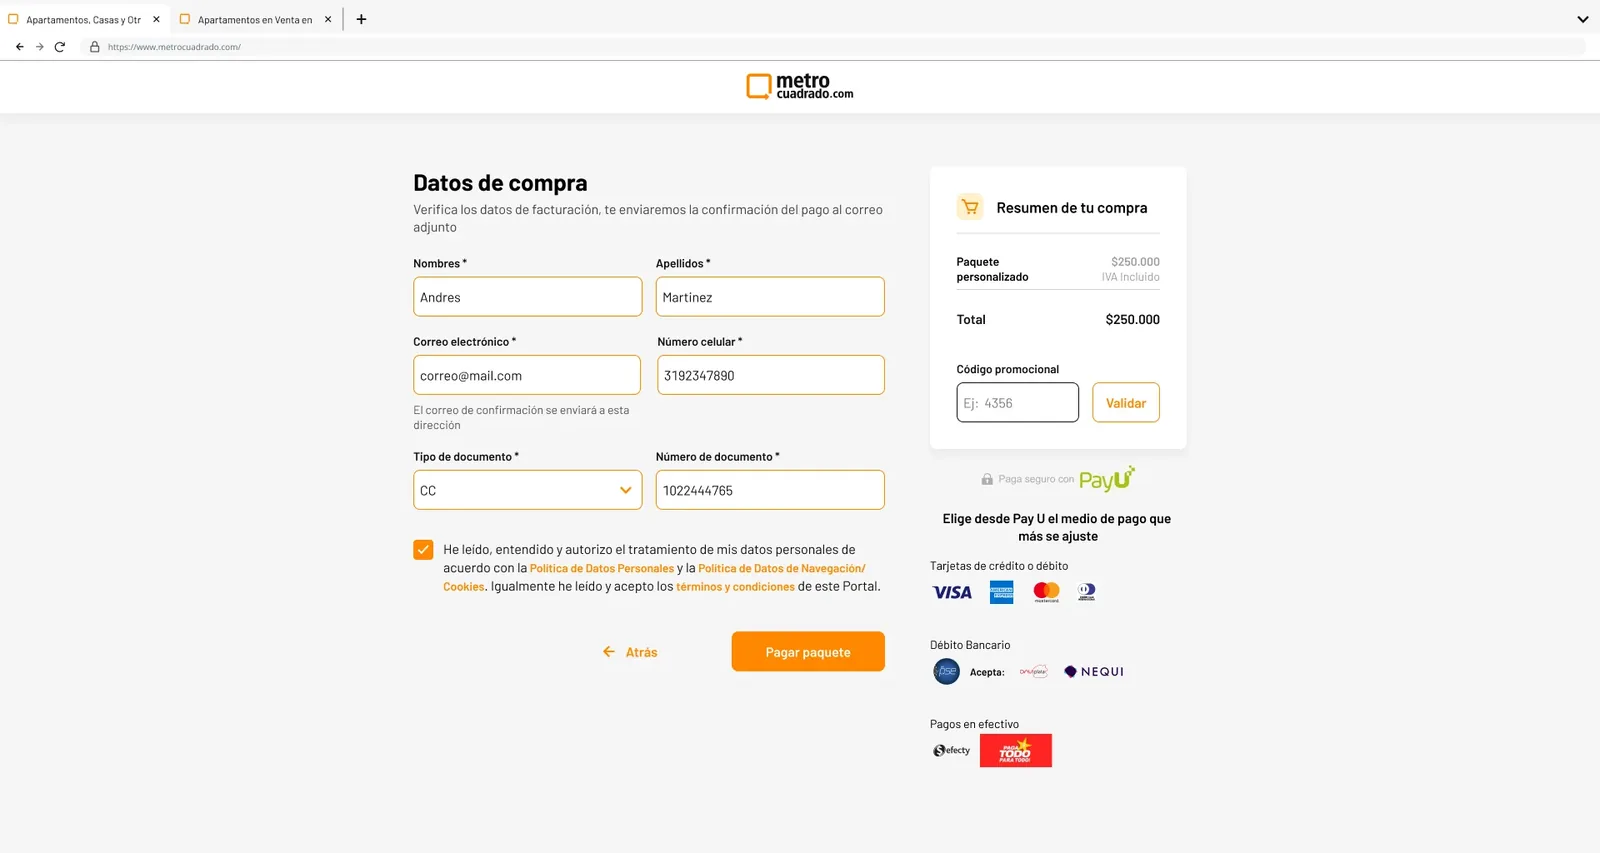 Apartamentos, Casas y Otr
Apartamentos en Venta en
https://www.metrocuadrado.com/
metro
cuadrado.com
Datos de compra
Verifica los datos de facturación, te enviaremos la confirmación del pago al correo
adjunto
Nombres *
Apellidos *
Andres
Martinez
Correo electrónico *
Número celular *
correo@mail.com
3192347890
El correo de confirmación se enviará a esta
dirección
Tipo de documento *
Número de documento *
CC
1022444765
He leído, entendido y autorizo el tratamiento de mis datos personales de
acuerdo con la Política de Datos Personales y la Política de Datos de Navegación/
Cookies. Igualmente he leído y acepto los términos y condiciones de este Portal.
Atrás
Pagar paquete
Resumen de tu compra
Paquete
personalizado
$250.000
IVA Incluido
Total
$250.000
Código promocional
Ej: 4356
Validar
Paga seguro con PayU
Elige desde Pay U el medio de pago que
más se ajuste
Tarjetas de crédito o débito
VISA
AMERICAN EXPRESS
mastercard
Débito Bancario
pse
Acepta:
NEQUI
Pagos en efectivo
efecty
PAGA
TODO
PARA TODO!